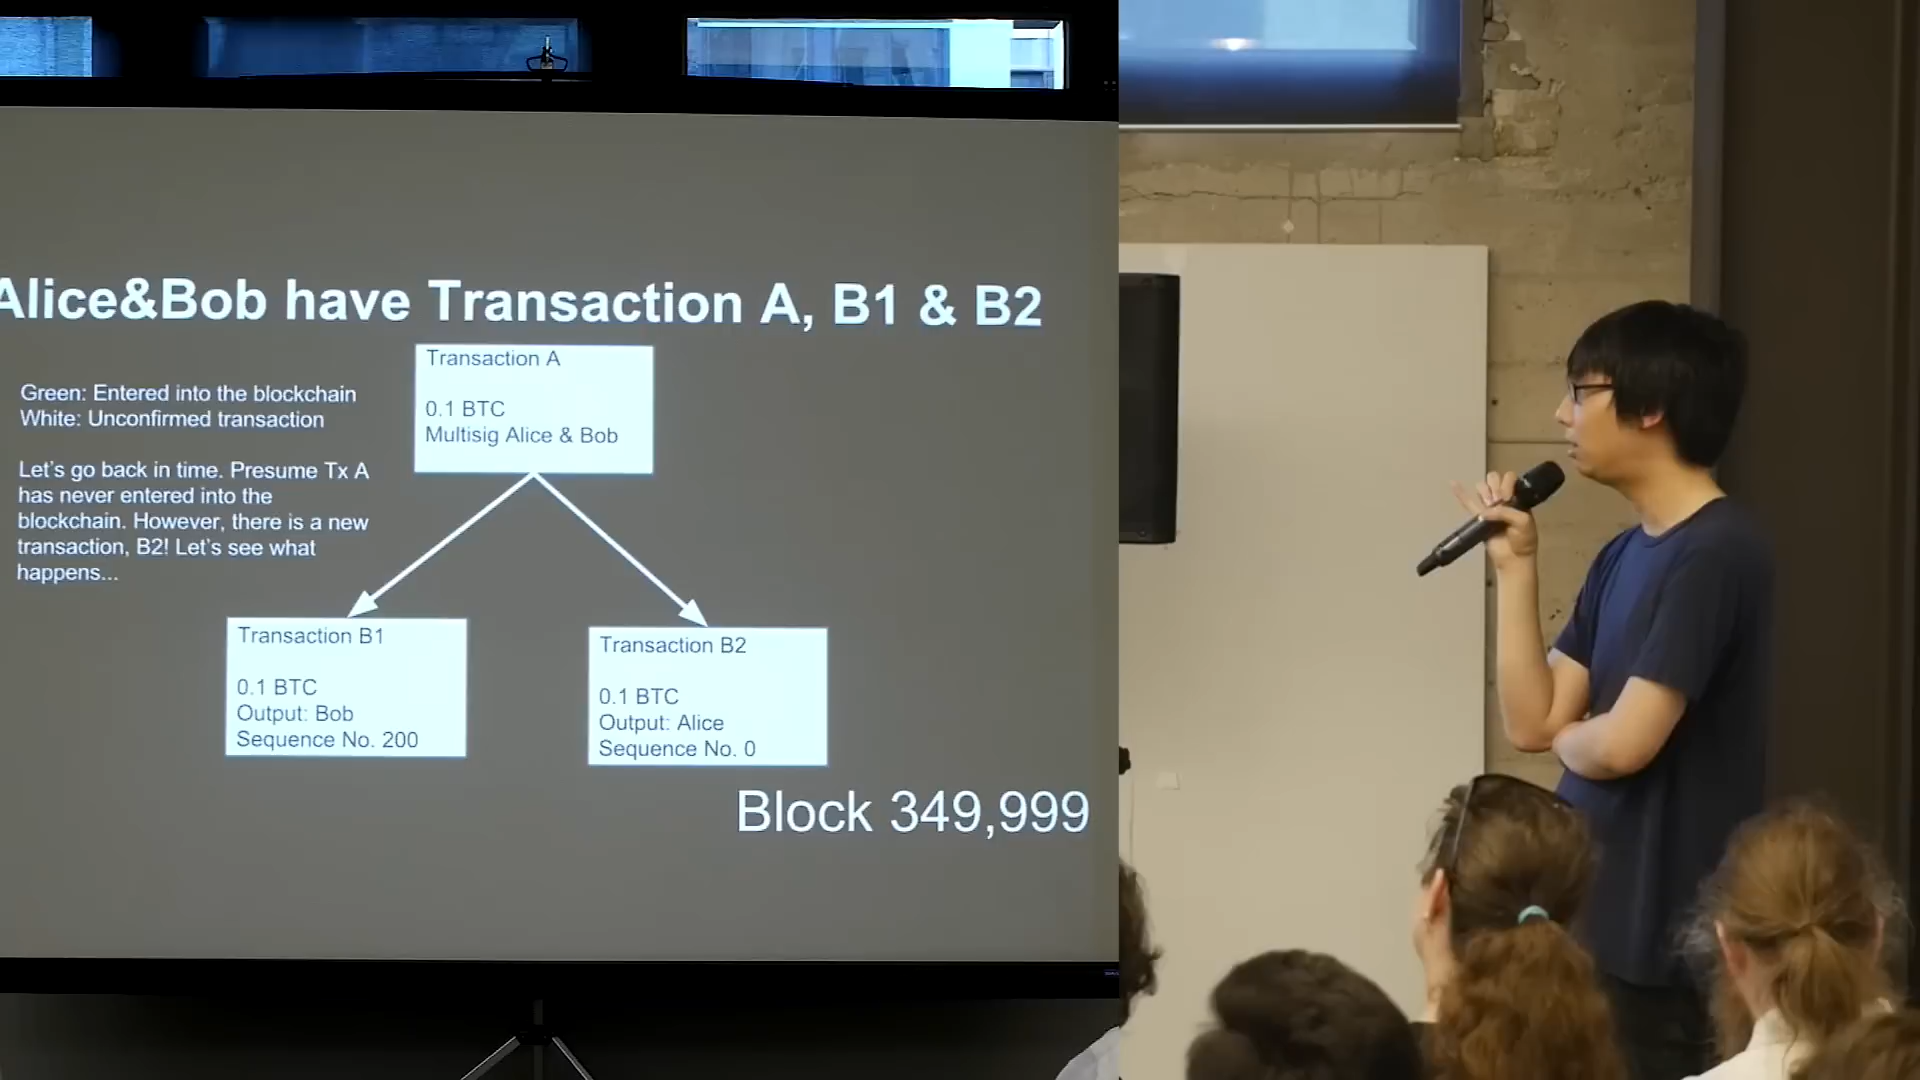 Alice&Bob have Transaction A, B1 & B2
Green: Entered into the blockchain
White: Unconfirmed transaction
Let's go back in time. Presume Tx A
has never entered into the
blockchain. However, there is a new
transaction, B2! Let's see what
happens...
Transaction A
0.1 BTC
Multisig Alice & Bob
Transaction B1
0.1 BTC
Output: Bob
Sequence No. 200
Transaction B2
0.1 BTC
Output: Alice
Sequence No. 0
Block 349,999